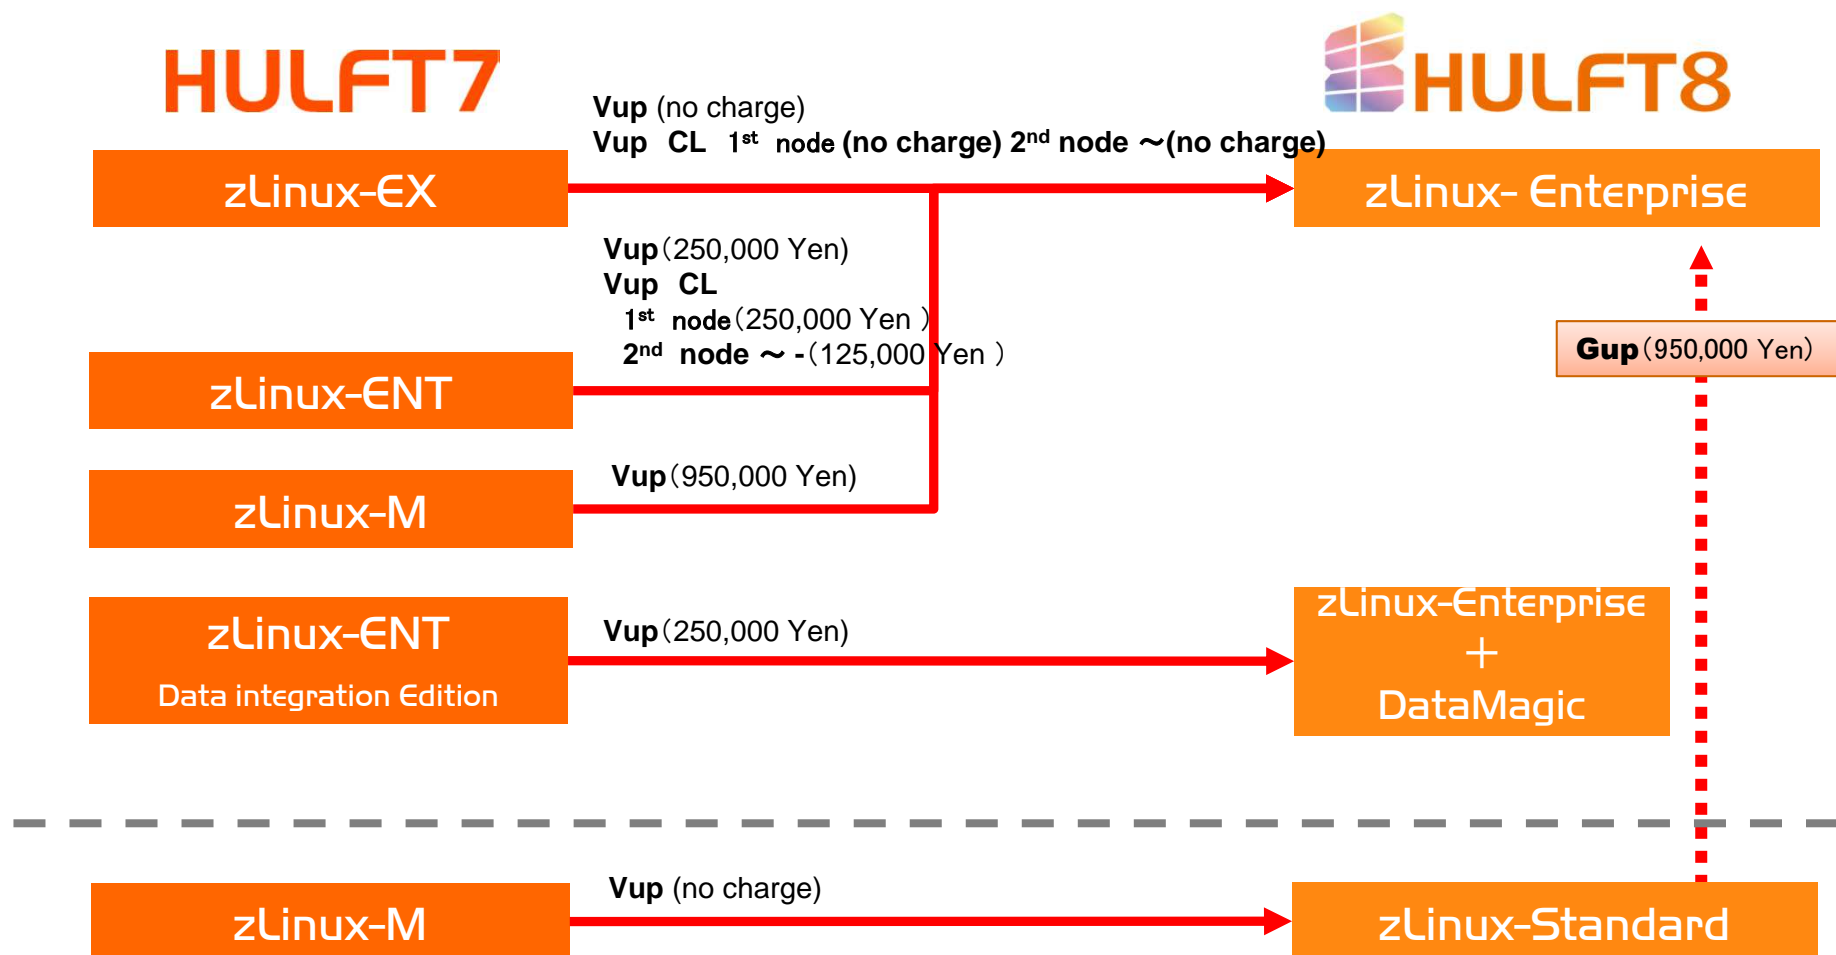 HULFT7
HULFT8
Vup (no charge)
Vup CL 1st node (no charge) 2nd node ～(no charge)
zLinux-EX
zLinux- Enterprise
Vup（250,000 Yen)
Vup CL
1st node（250,000 Yen ）
2nd node ～ -（125,000 Yen ）
Gup（950,000 Yen）
zLinux-ENT
Vup（950,000 Yen)
zLinux-M
zLinux-ENT
Data integration Edition
Vup（250,000 Yen)
zLinux-Enterprise
＋
DataMagic
Vup (no charge)
zLinux-M
zLinux-Standard